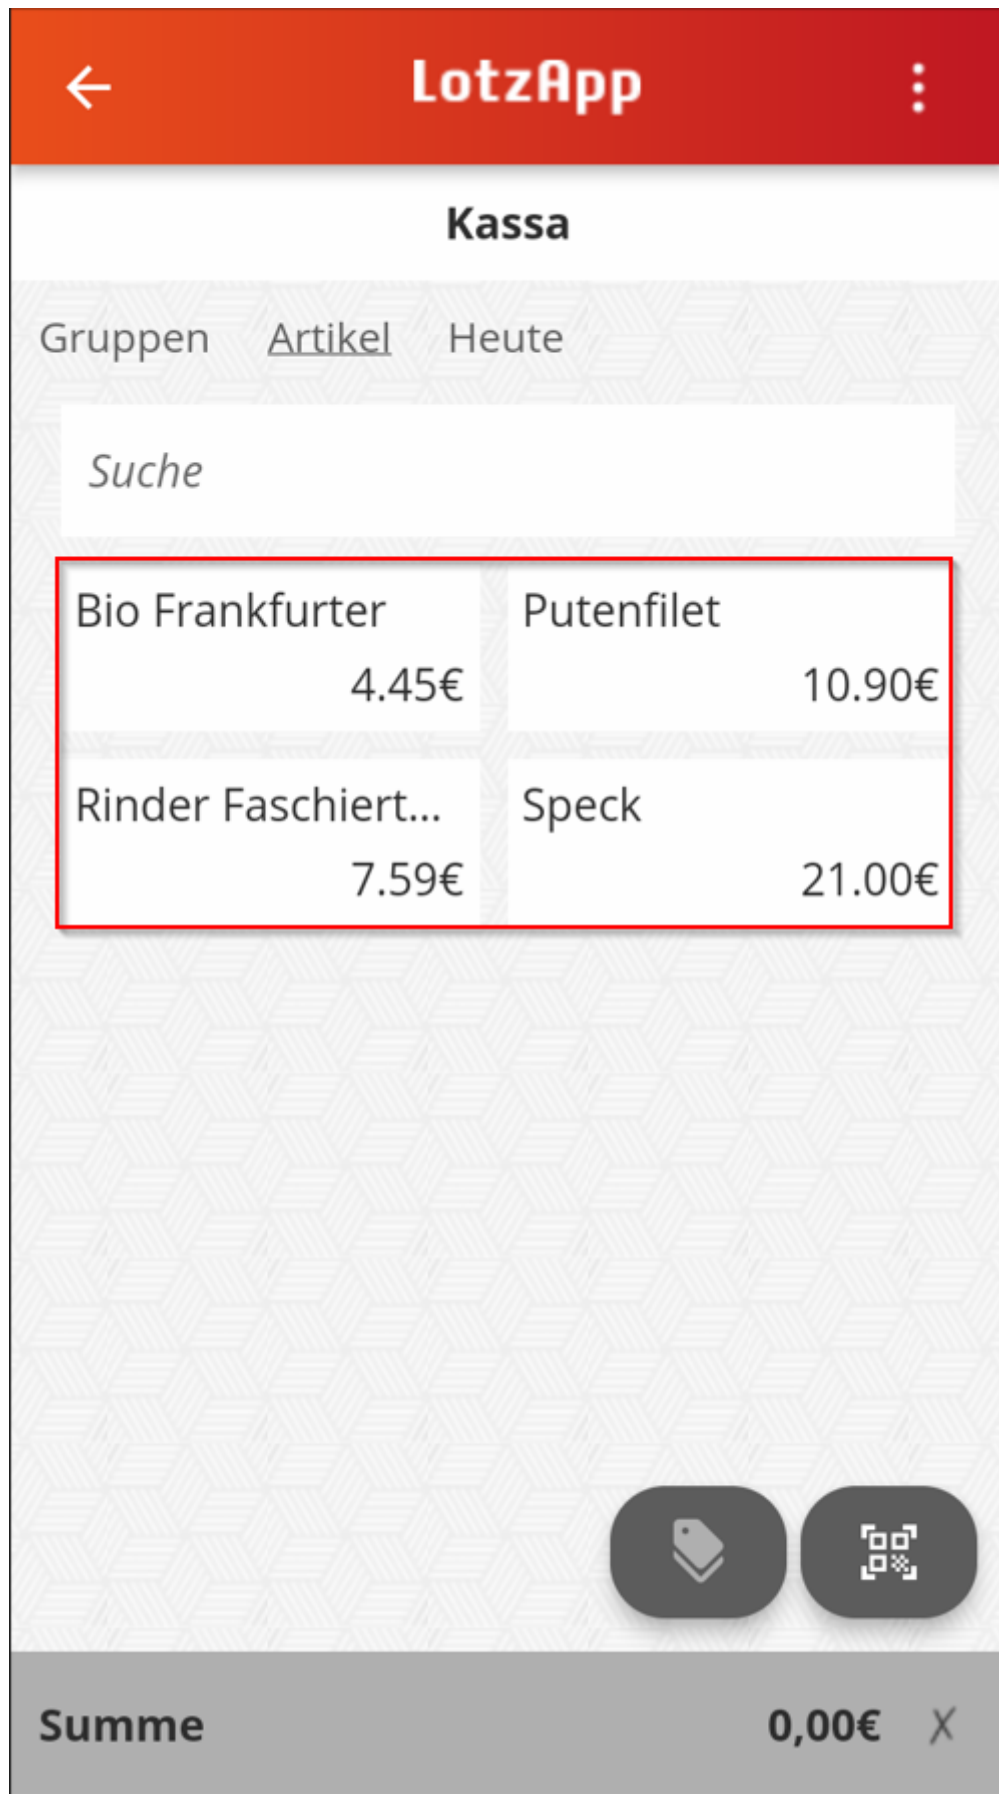 LotzApp
Kassa
Gruppen Artikel Heute
Suche
Bio Frankfurter
4.45€
Putenfilet
10.90€
Rinder Faschiert...
7.59€
Speck
21.00€
Summe 0,00€ X